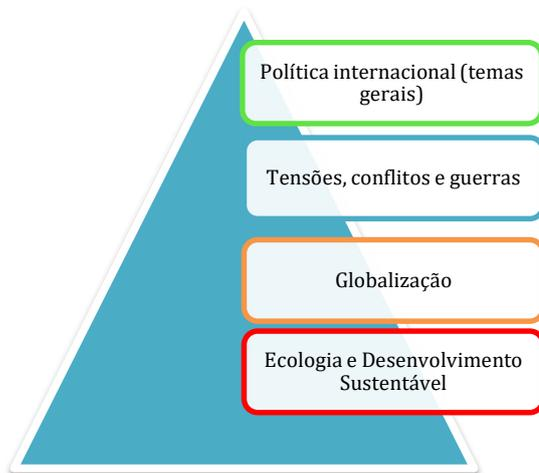 Política internacional (temas
gerais)
Tensões, conflitos e guerras
Globalização
Ecologia e Desenvolvimento
Sustentável